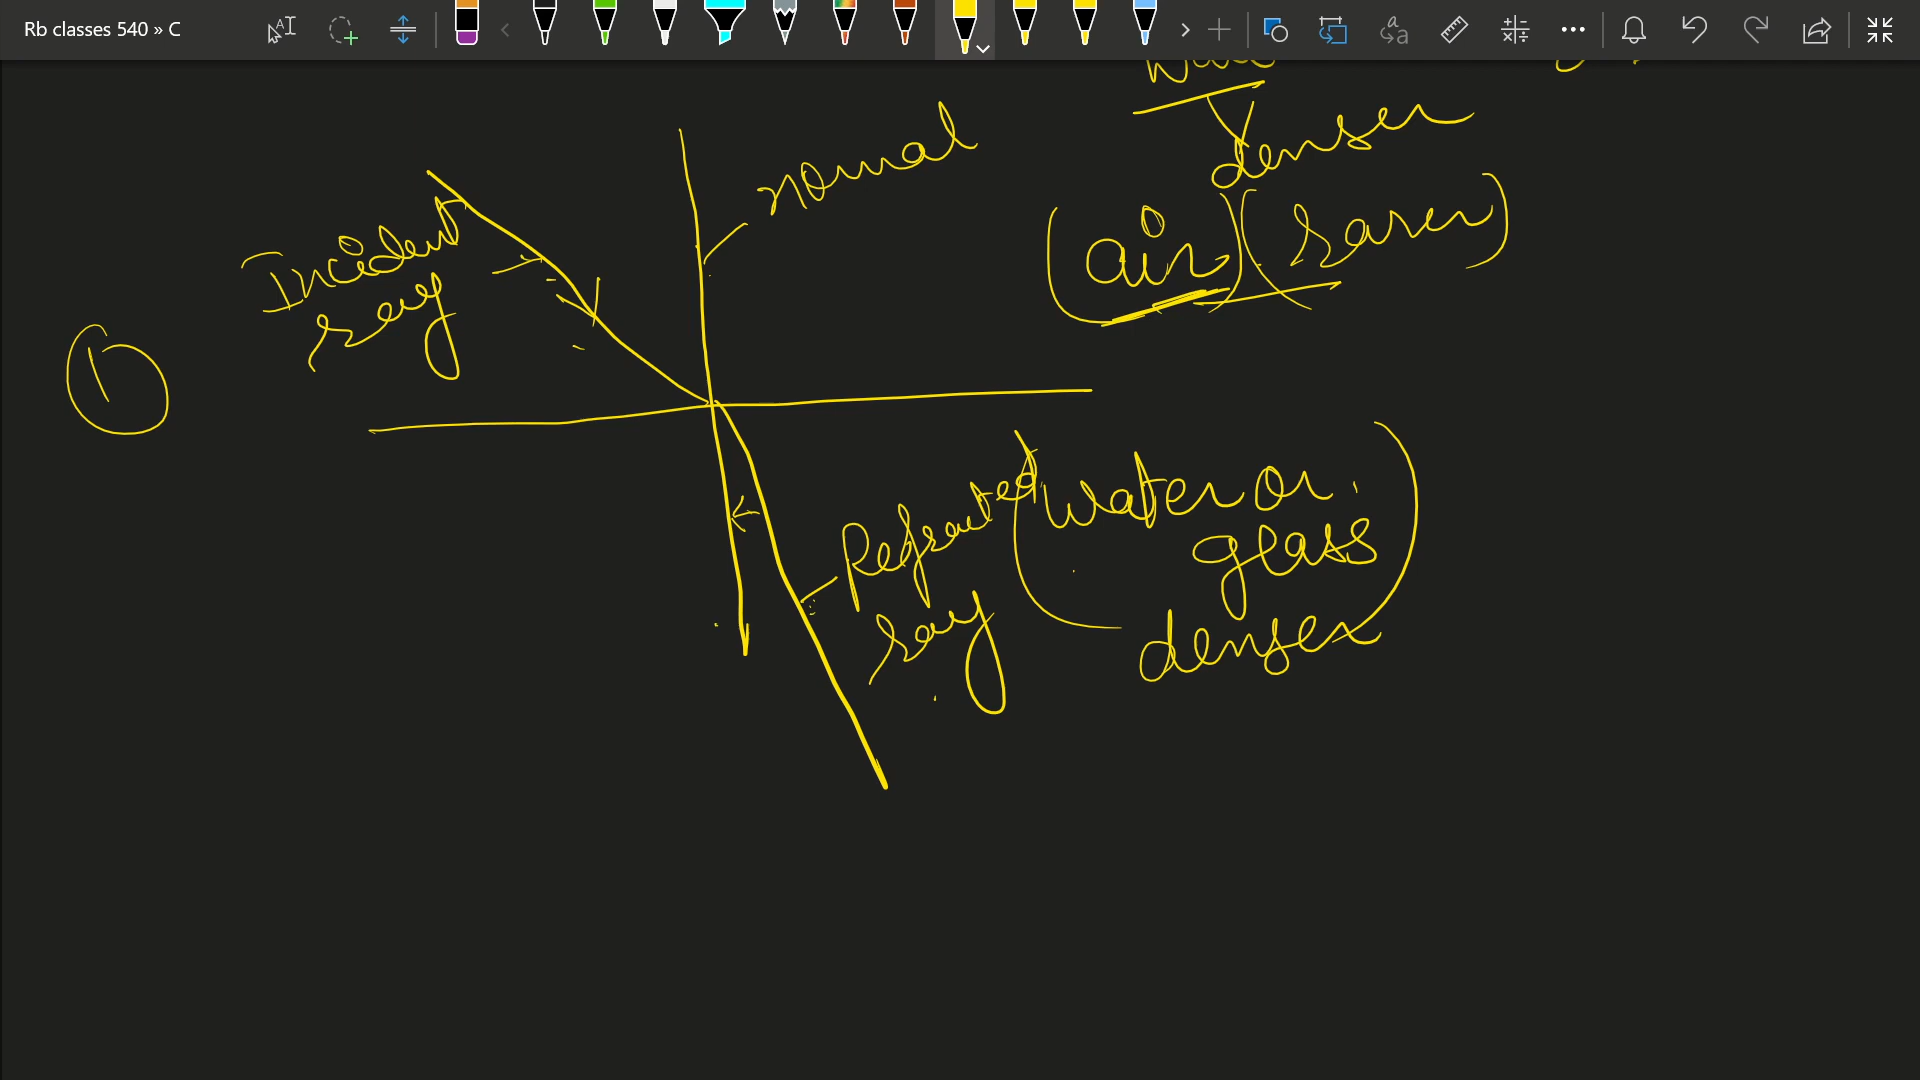 Rb classes 540 » C
denser
normal
(air) (rarer)
Incident
ray
1
Refracted
ray
(water or
glass
denser)